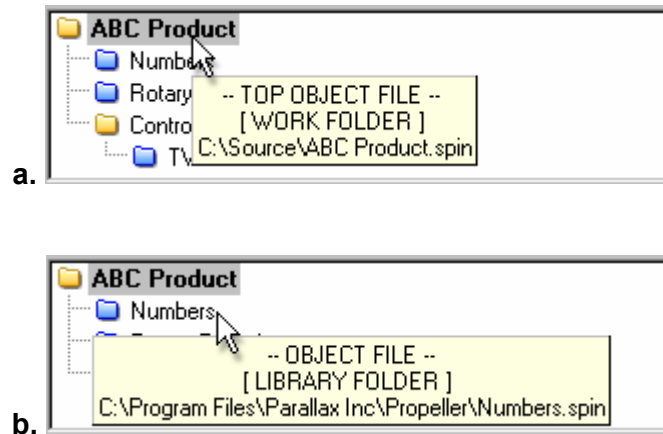 ABC Product
Numbers
Rotary
-- TOP OBJECT FILE --
[ WORK FOLDER ]
C:\Source\ABC Product.spin
Contro
TV
a.
ABC Product
Numbers
-- OBJECT FILE --
[ LIBRARY FOLDER ]
C:\Program Files\Parallax Inc\Propeller\Numbers.spin
b.